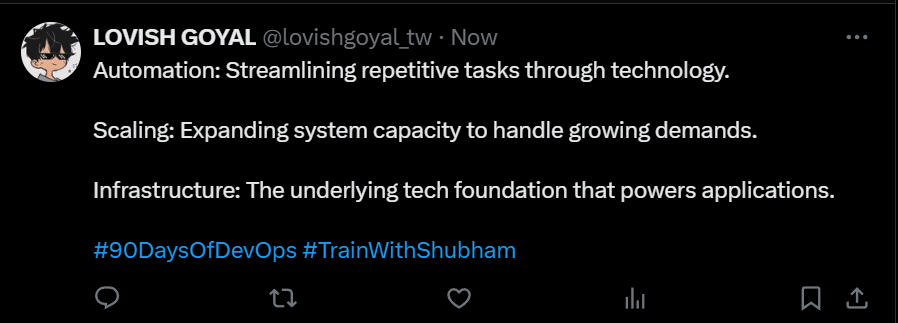 LOVISH GOYAL @lovishgoyal_tw · Now
Automation: Streamlining repetitive tasks through technology.
Scaling: Expanding system capacity to handle growing demands.
Infrastructure: The underlying tech foundation that powers applications.
#90DaysOfDevOps #TrainWithShubham